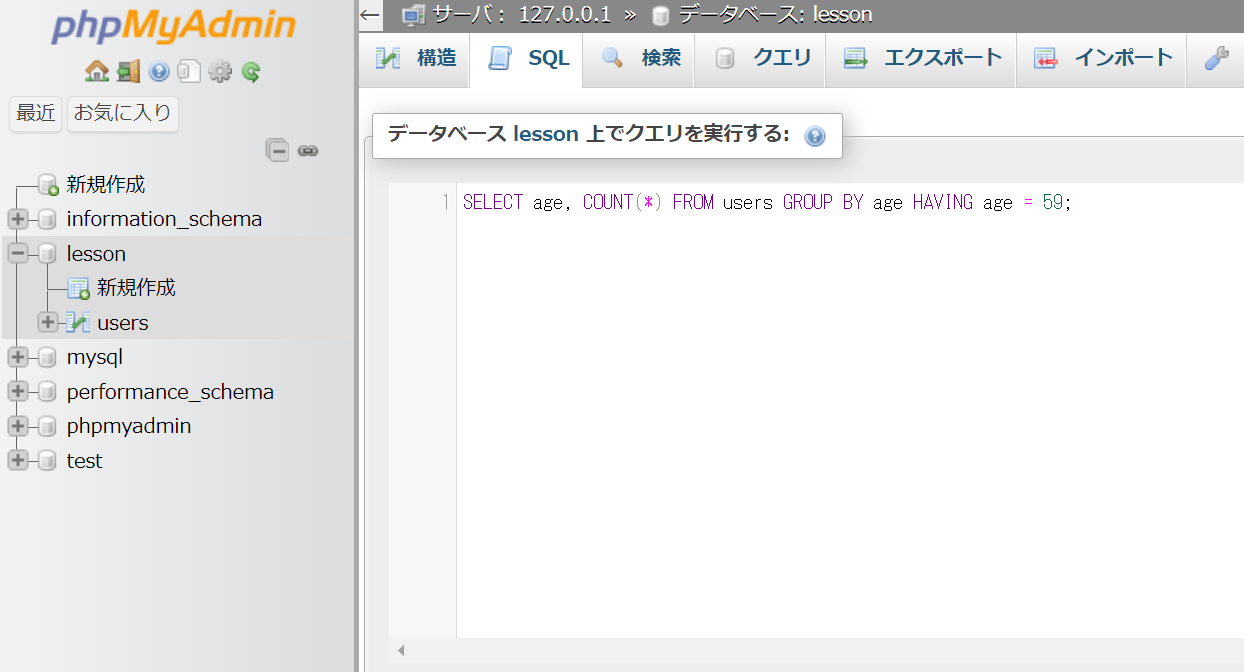 phpMyAdmin
最近 お気に入り
新規作成
information_schema
lesson
新規作成
users
mysql
performance_schema
phpmyadmin
test
← サーバ: 127.0.0.1 » データベース: lesson
構造 SQL 検索 クエリ エクスポート インポート
データベース lesson 上でクエリを実行する:
1 SELECT age, COUNT(*) FROM users GROUP BY age HAVING age = 59;